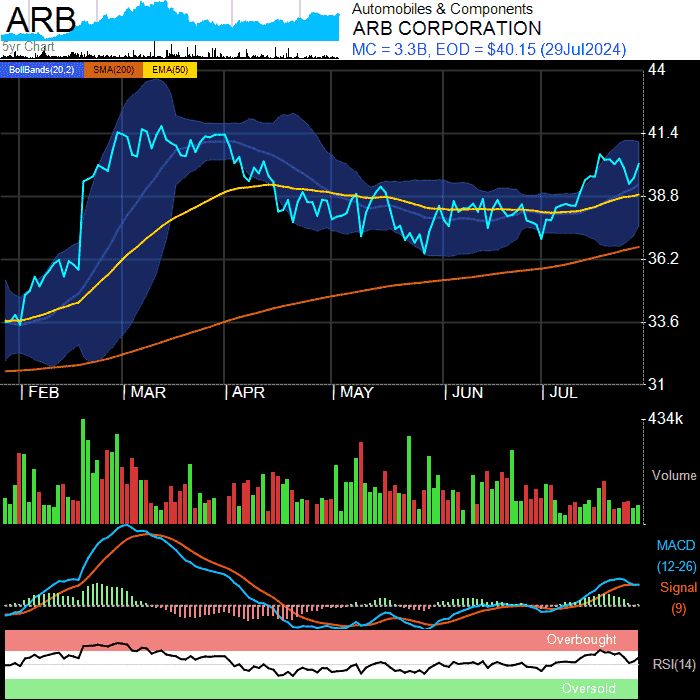 ARB
5yr Chart
Automobiles & Components
ARB CORPORATION
MC = 3.3B, EOD = $40.15 (29Jul2024)
BollBands(20,2) SMA(200) EMA(50)
44
41.4
38.8
36.2
33.6
31
FEB MAR APR MAY JUN JUL
434k
Volume
MACD
(12-26)
Signal
(9)
Overbought
RSI(14)
Oversold